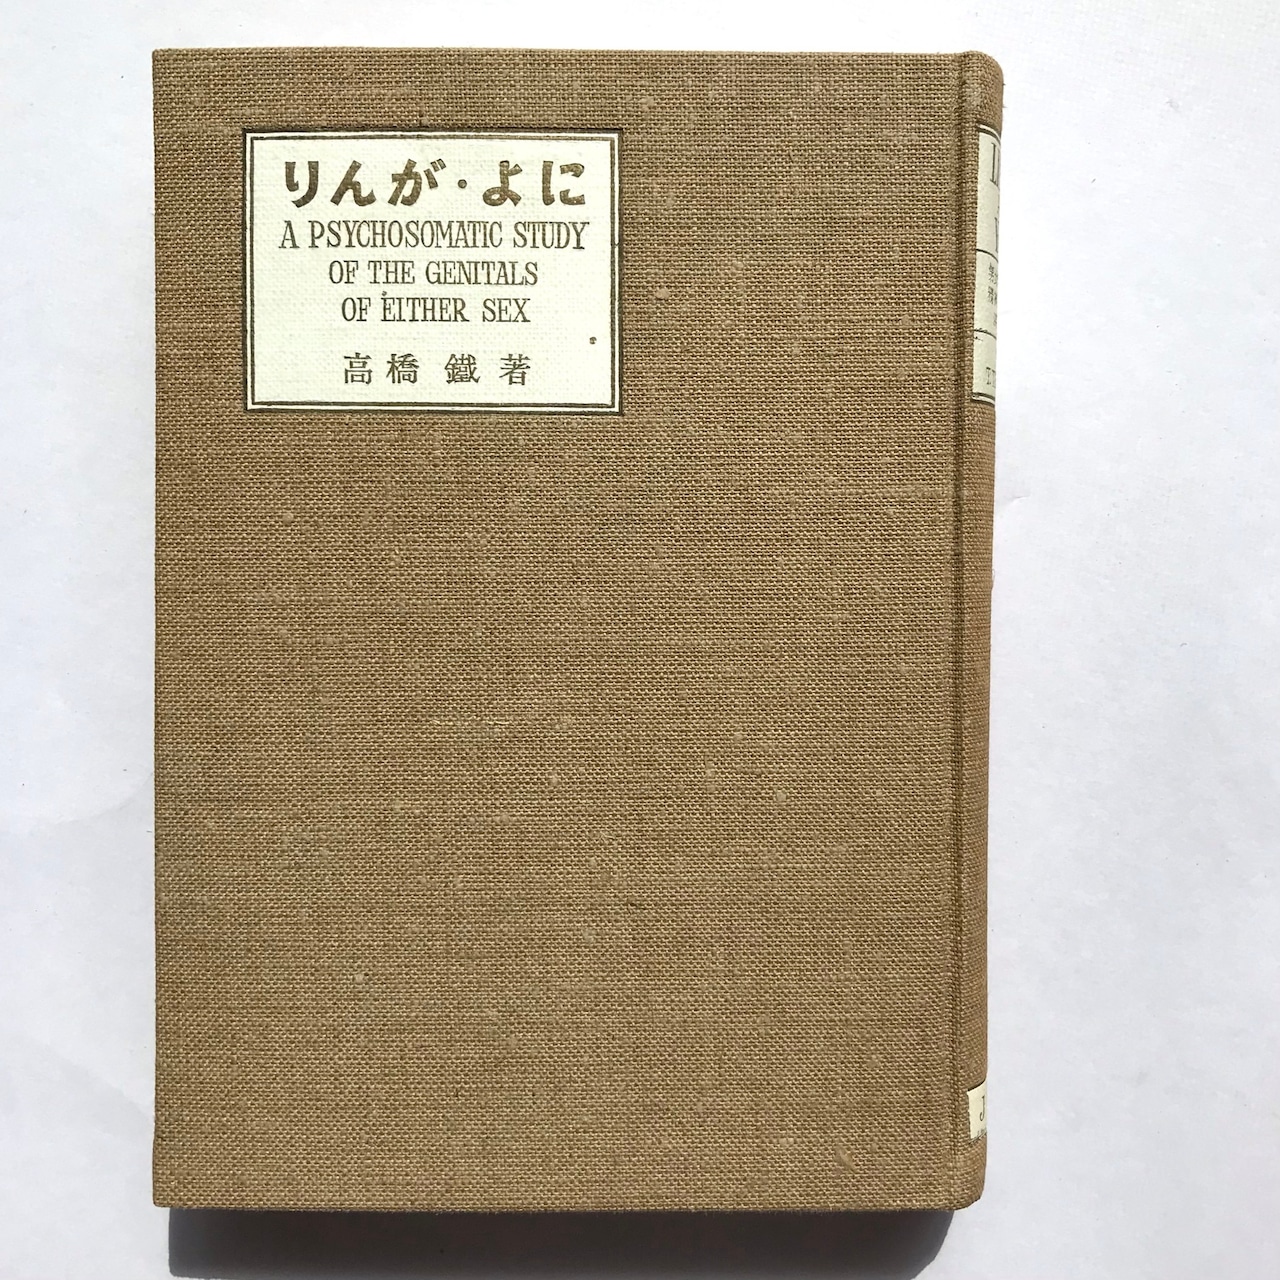 りんが・よに
A PSYCHOSOMATIC STUDY
OF THE GENITALS
OF EITHER SEX
高橋 鐵 著